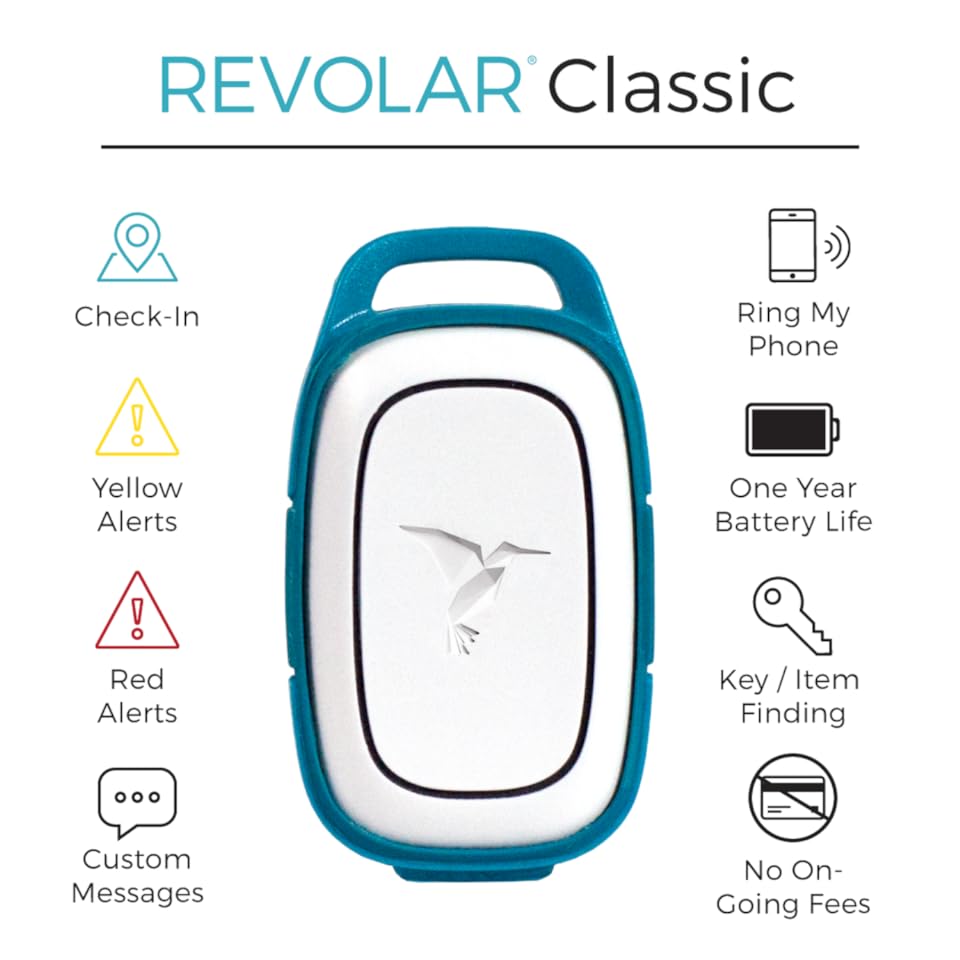 REVOLAR® Classic
Check-In
Yellow
Alerts
Red
Alerts
Custom
Messages
Ring My
Phone
One Year
Battery Life
Key / Item
Finding
No On-
Going Fees